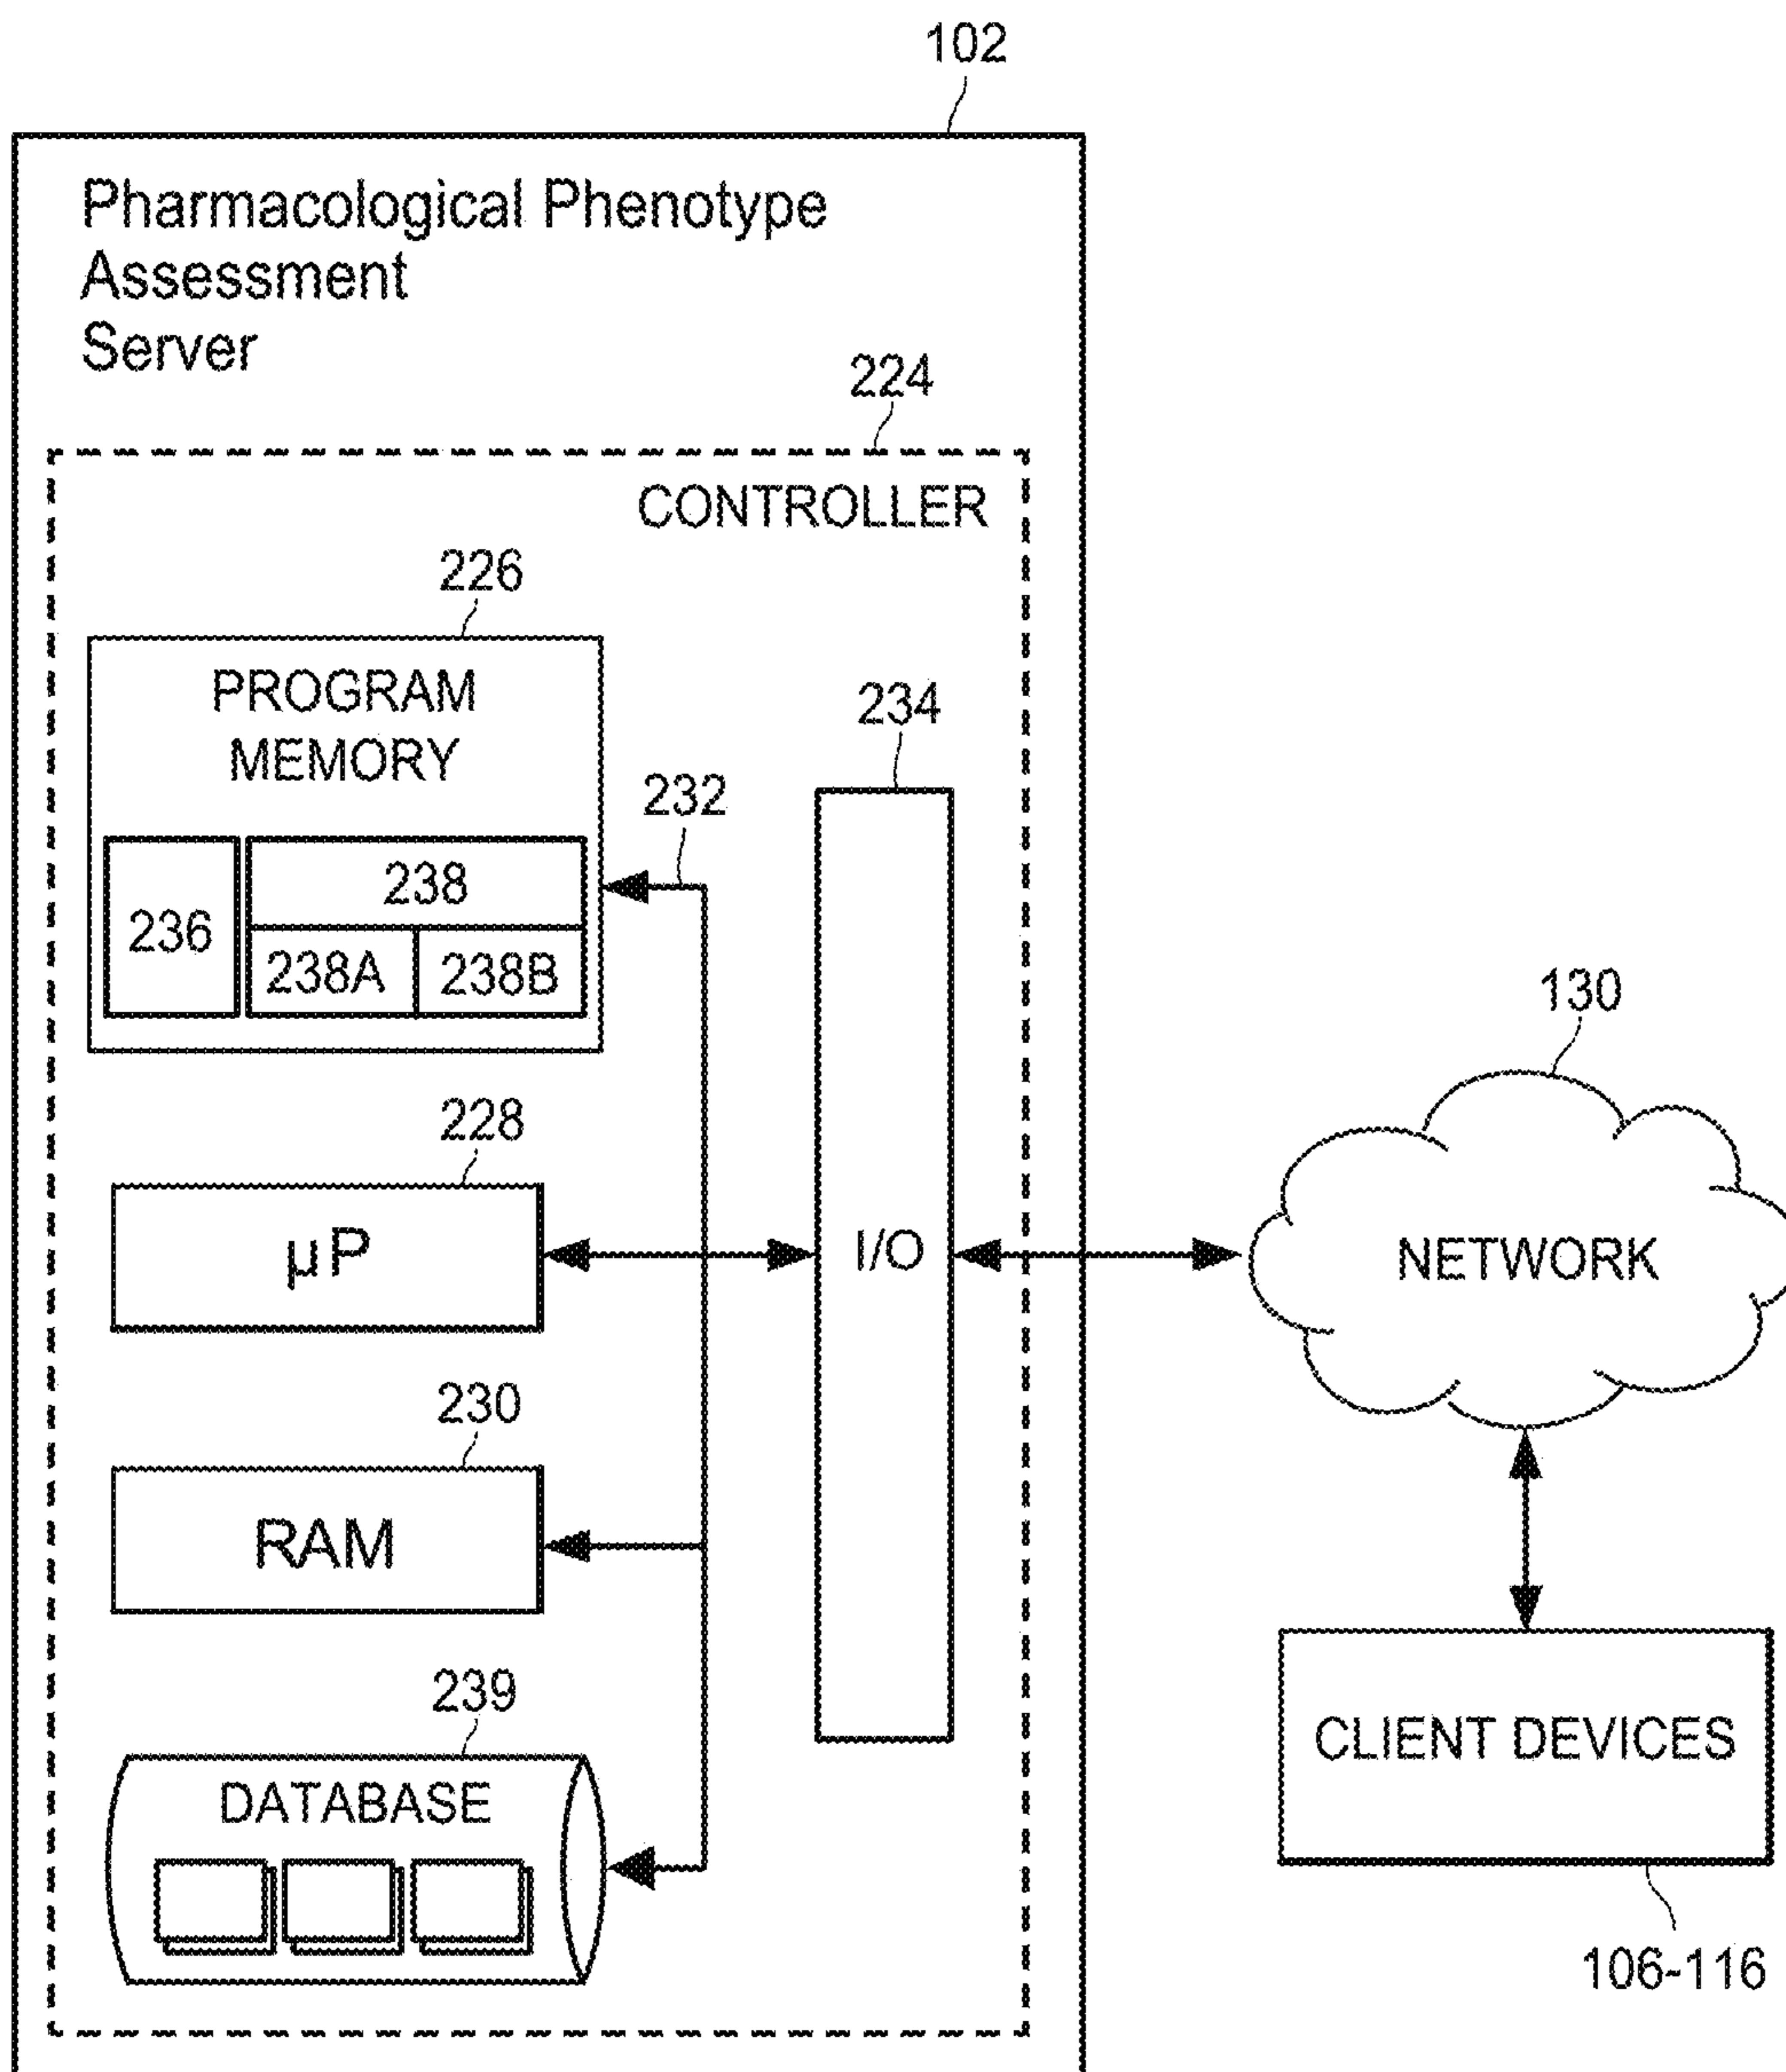 102
Pharmacological Phenotype
Assessment
Server
224
CONTROLLER
226
PROGRAM
MEMORY
234
232
236
238
238A
238B
130
228
µP
I/O
NETWORK
230
RAM
239
DATABASE
CLIENT DEVICES
106-116